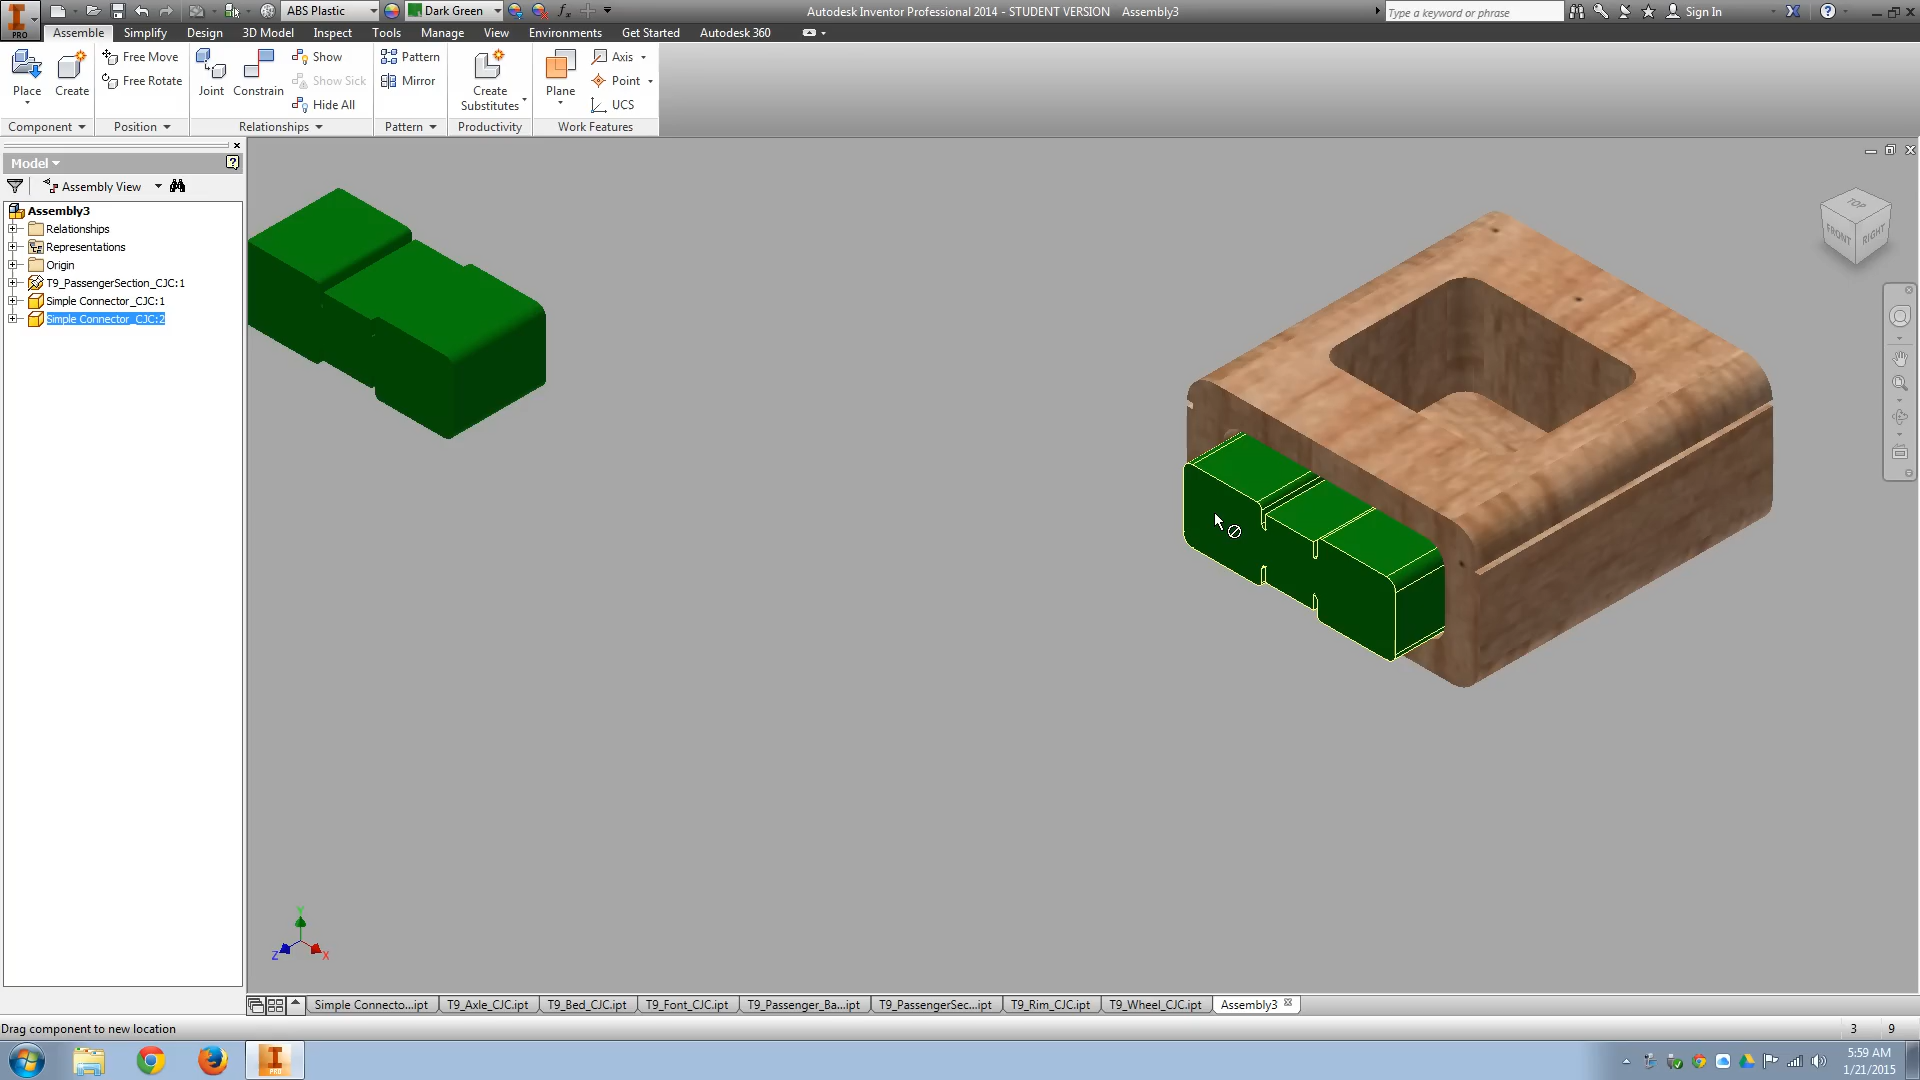 ABS Plastic Dark Green Autodesk Inventor Professional 2014 - STUDENT VERSION Assembly3 Type a keyword or phrase Sign In
PRO Assemble Simplify Design 3D Model Inspect Tools Manage View Environments Get Started Autodesk 360
Place Create Free Move Joint Constrain Show Pattern Create Plane Axis
Free Rotate Show Sick Mirror Substitutes Point
Hide All UCS
Component Position Relationships Pattern Productivity Work Features
Model
Assembly View
Assembly3
Relationships
Representations
Origin
T9_PassengerSection_CJC:1
Simple Connector_CJC:1
Simple Connector_CJC:2
TOP
FRONT RIGHT
Y
Z X
Simple Connecto...ipt T9_Axle_CJC.ipt T9_Bed_CJC.ipt T9_Font_CJC.ipt T9_Passenger_Ba...ipt T9_PassengerSec...ipt T9_Rim_CJC.ipt T9_Wheel_CJC.ipt Assembly3
Drag component to new location 3 9
PRO
5:59 AM
1/21/2015